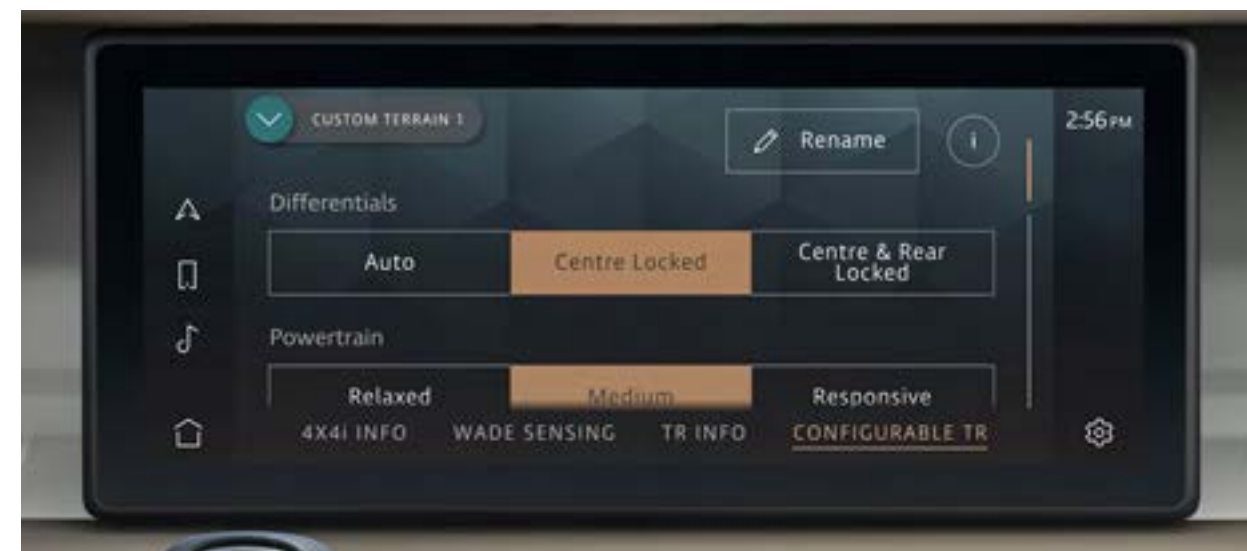 CUSTOM TERRAIN 1
Rename
i
2:56 PM
Differentials
Auto
Centre Locked
Centre & Rear
Locked
Powertrain
Relaxed
Medium
Responsive
4X4i INFO
WADE SENSING
TR INFO
CONFIGURABLE TR